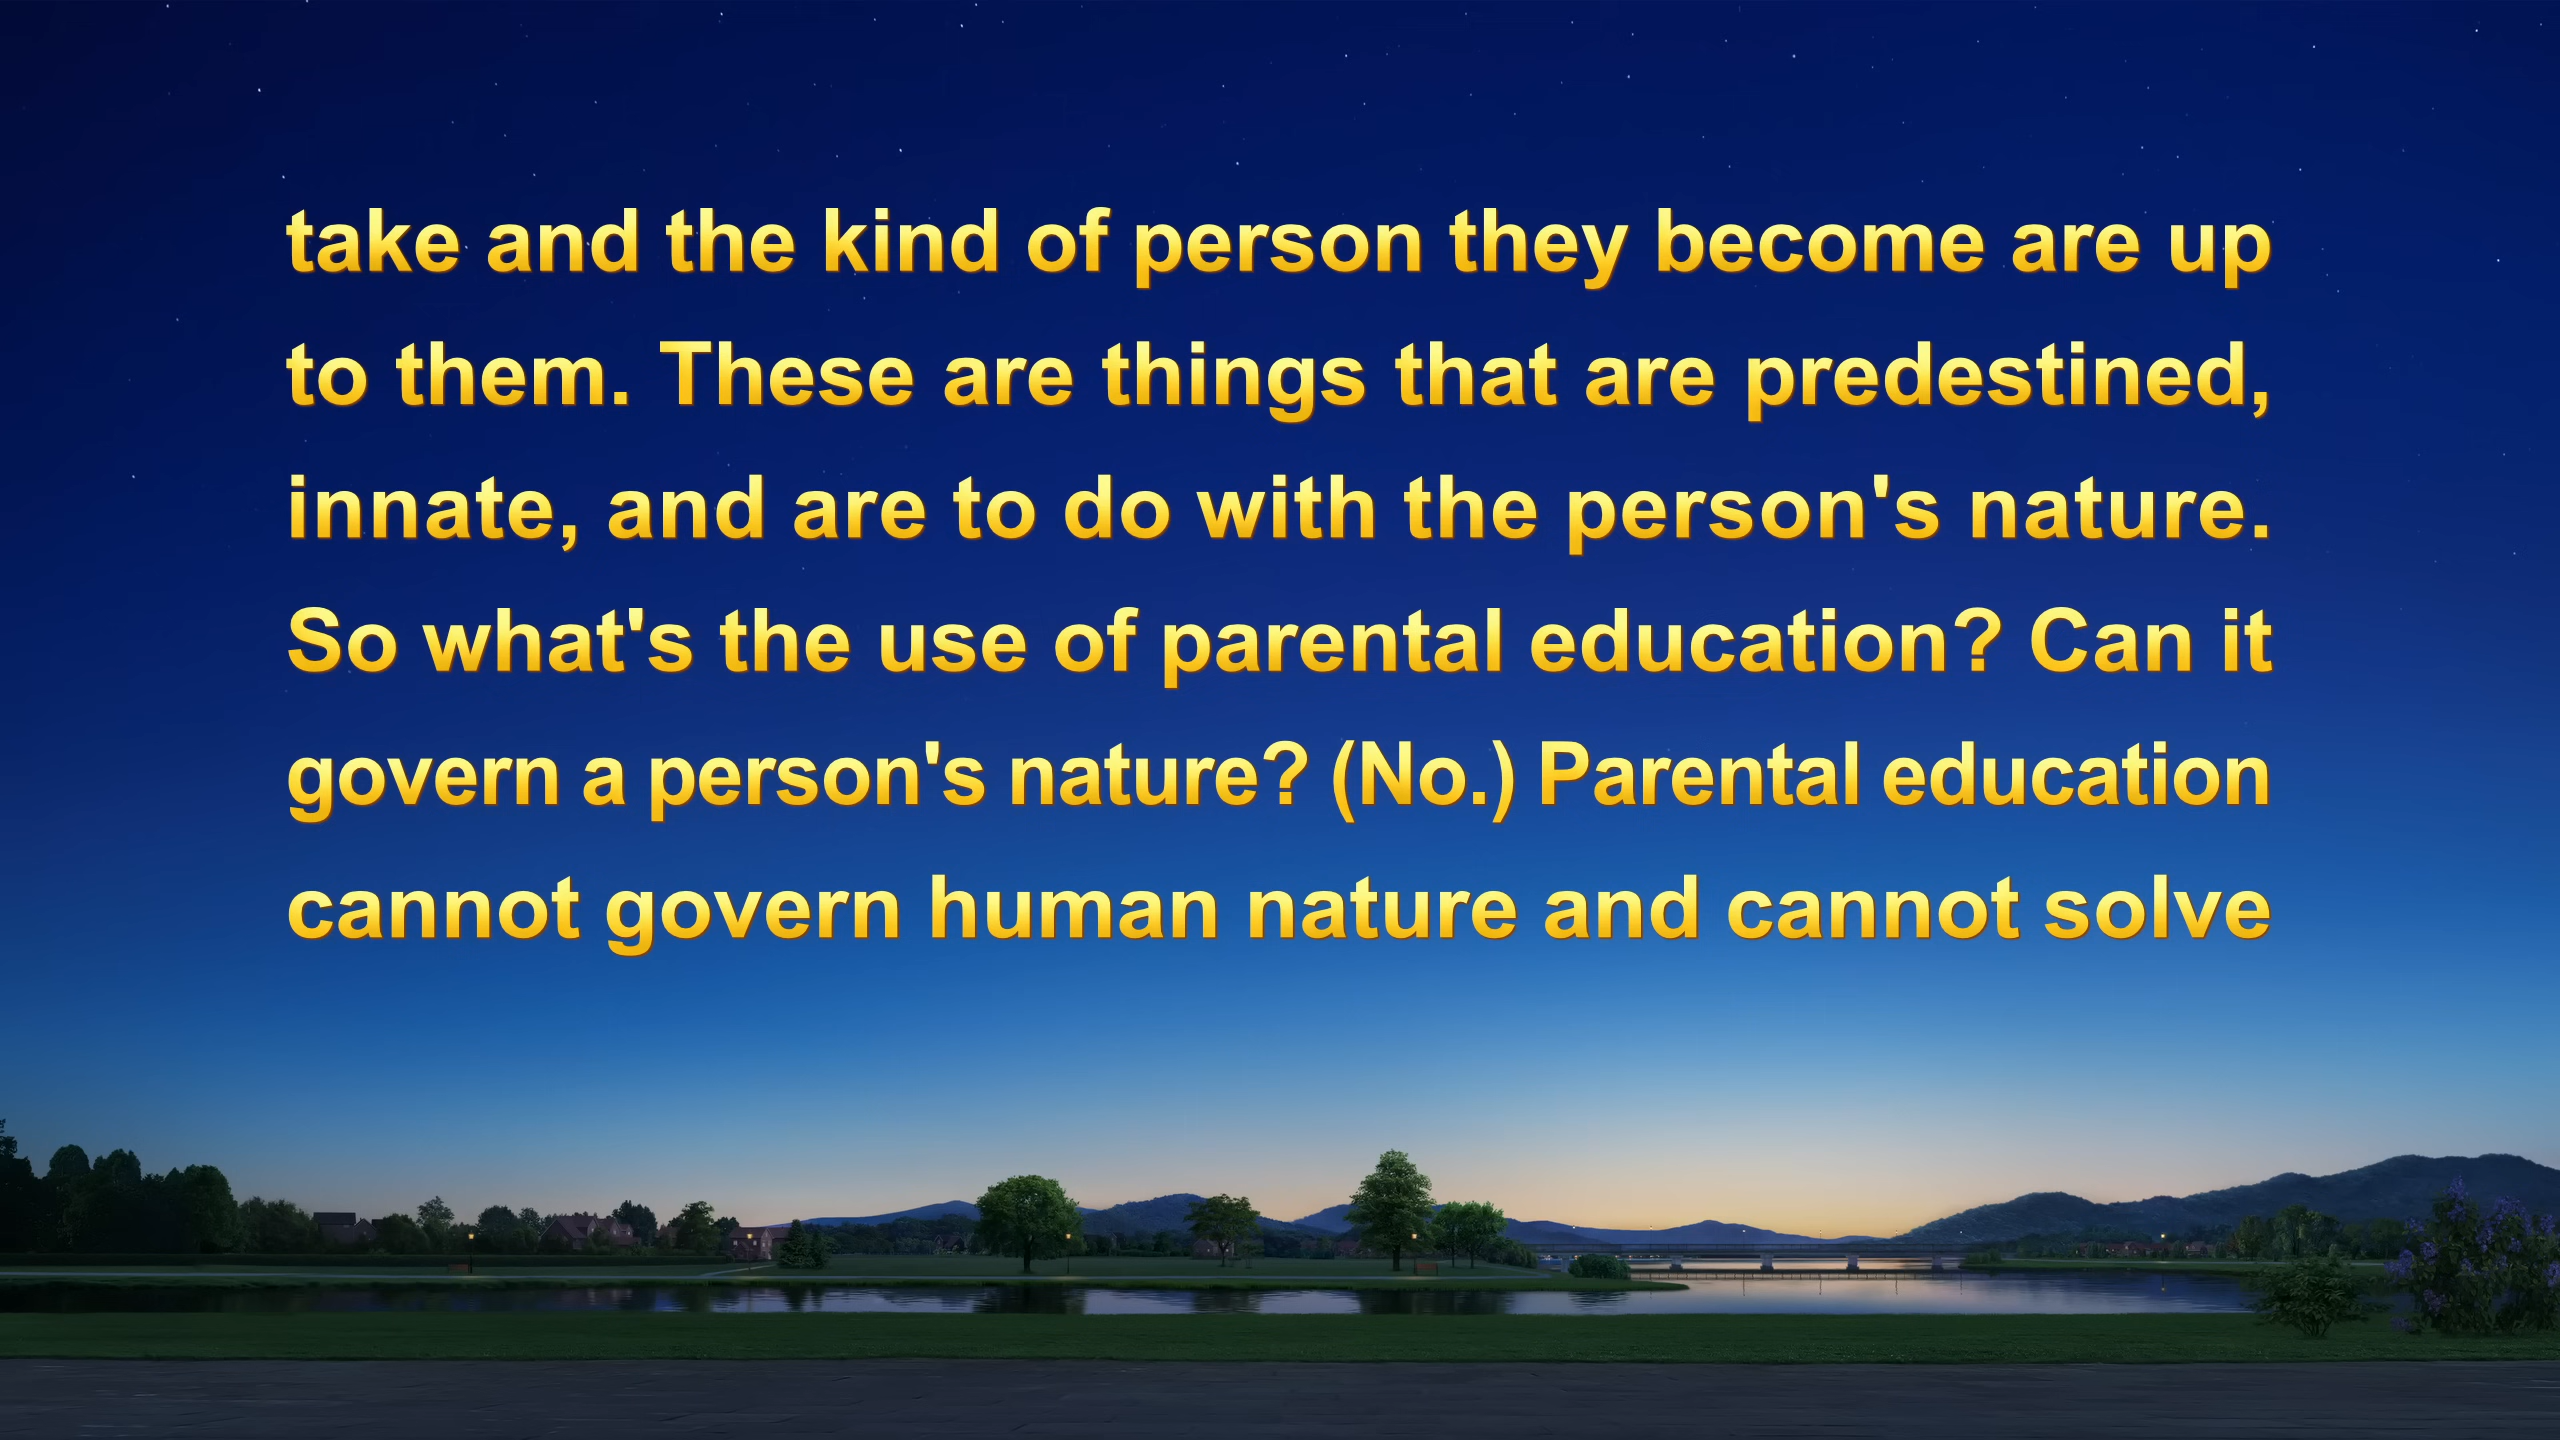 take and the kind of person they become are up
to them. These are things that are predestined,
innate, and are to do with the person's nature.
So what's the use of parental education? Can it
govern a person's nature? (No.) Parental education
cannot govern human nature and cannot solve